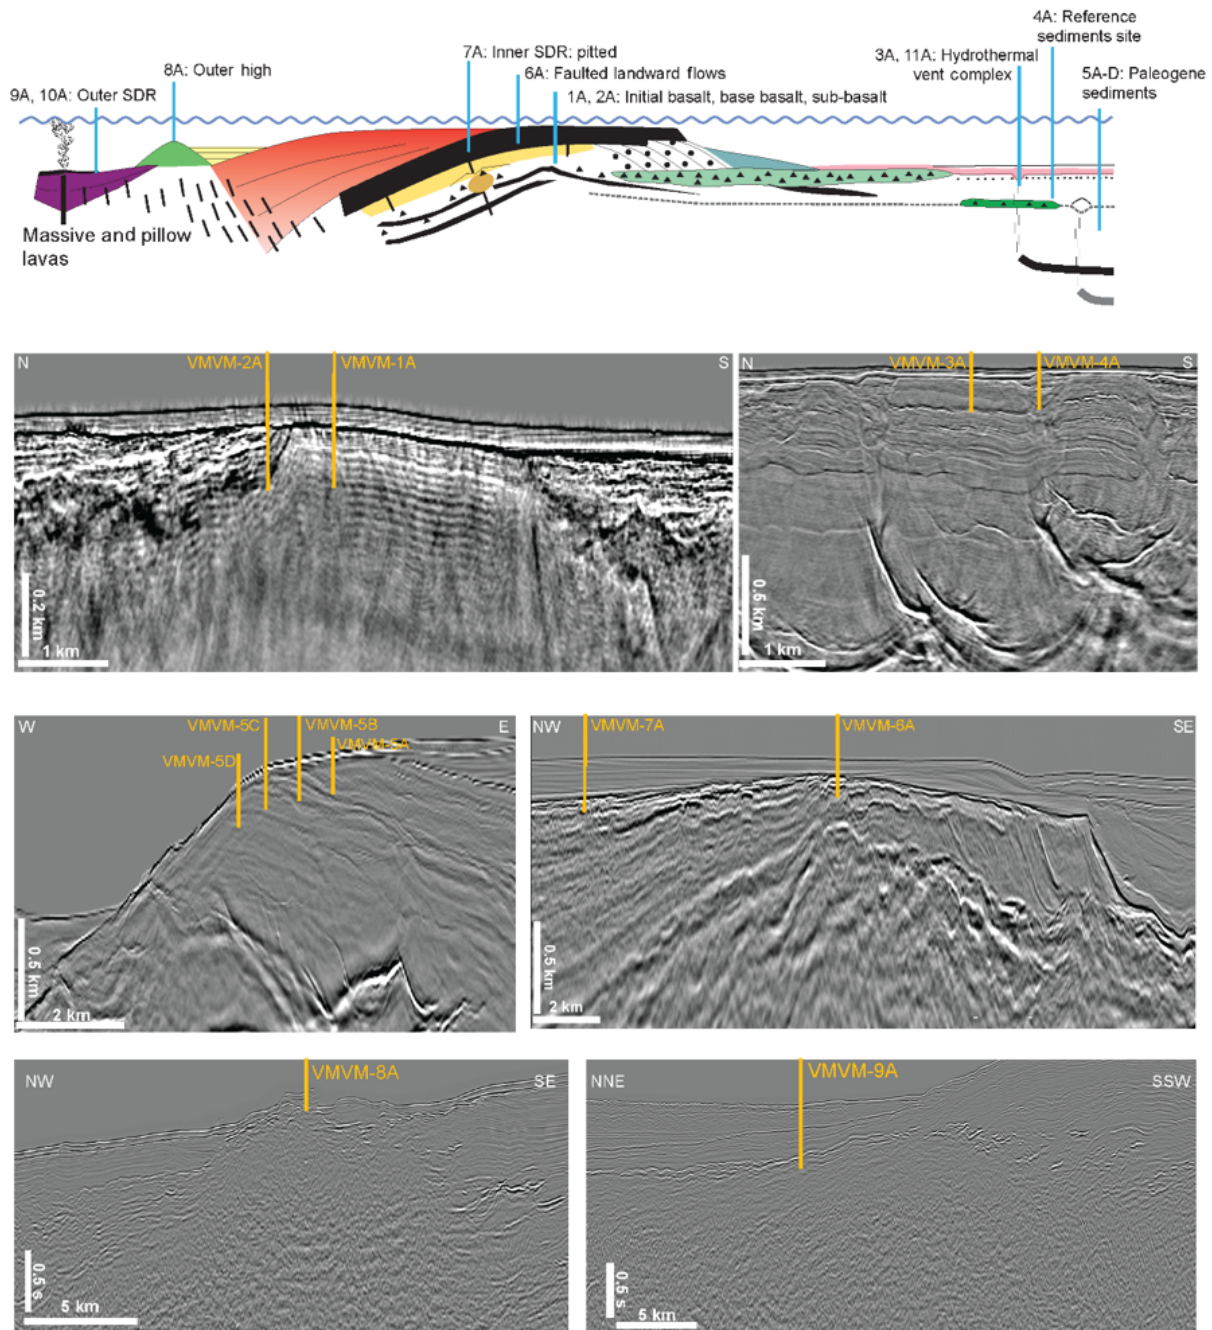 4A: Reference
sediments site
7A: Inner SDR: pitted
3A, 11A: Hydrothermal
vent complex
8A: Outer high
6A: Faulted landward flows
5A-D: Paleogene
sediments
9A, 10A: Outer SDR
1A, 2A: Initial basalt, base basalt, sub-basalt
Massive and pillow
lavas
N
VMVM-2A
VMVM-1A
S
0.2 km
1 km
N
VMVM-3A
VMVM-4A
S
0.5 km
1 km
W
VMVM-5C
VMVM-5B
E
VMVM-5A
VMVM-5D
0.5 km
2 km
NW
VMVM-7A
VMVM-6A
SE
0.5 km
2 km
NW
VMVM-8A
SE
0.5 s
5 km
NNE
VMVM-9A
SSW
0.5 s
5 km